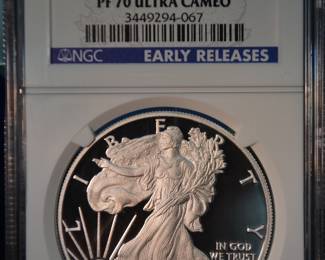 PF 70 ULTRA CAMEO
3449294-067
NGC EARLY RELEASES
LIBERTY
IN GOD
WE TRUST